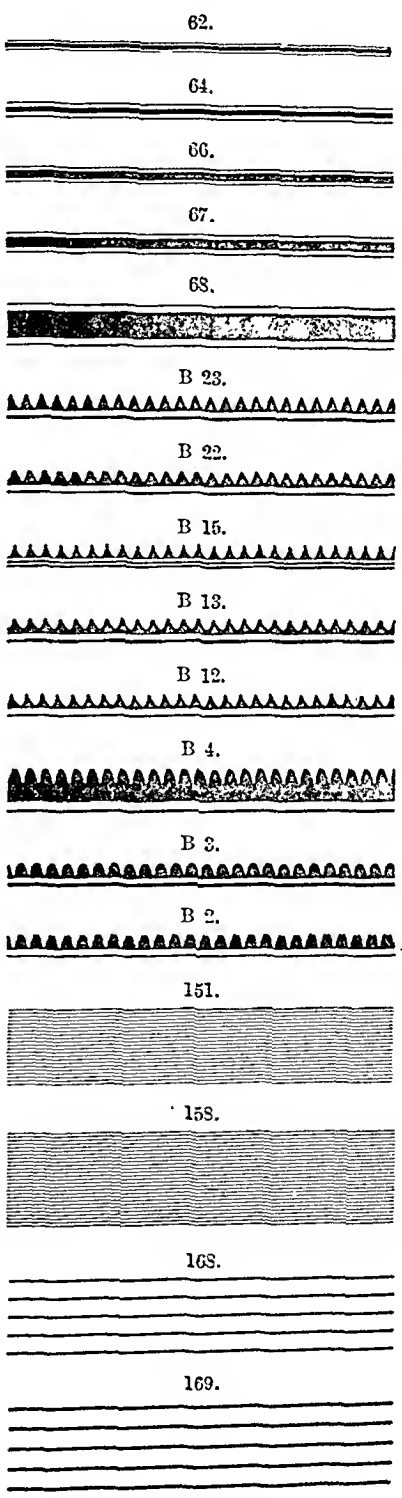 62.
64.
66.
67.
68.
B 23.
B 22.
B 15.
B 13.
B 12.
B 4.
B 3.
B 2.
151.
158.
168.
169.